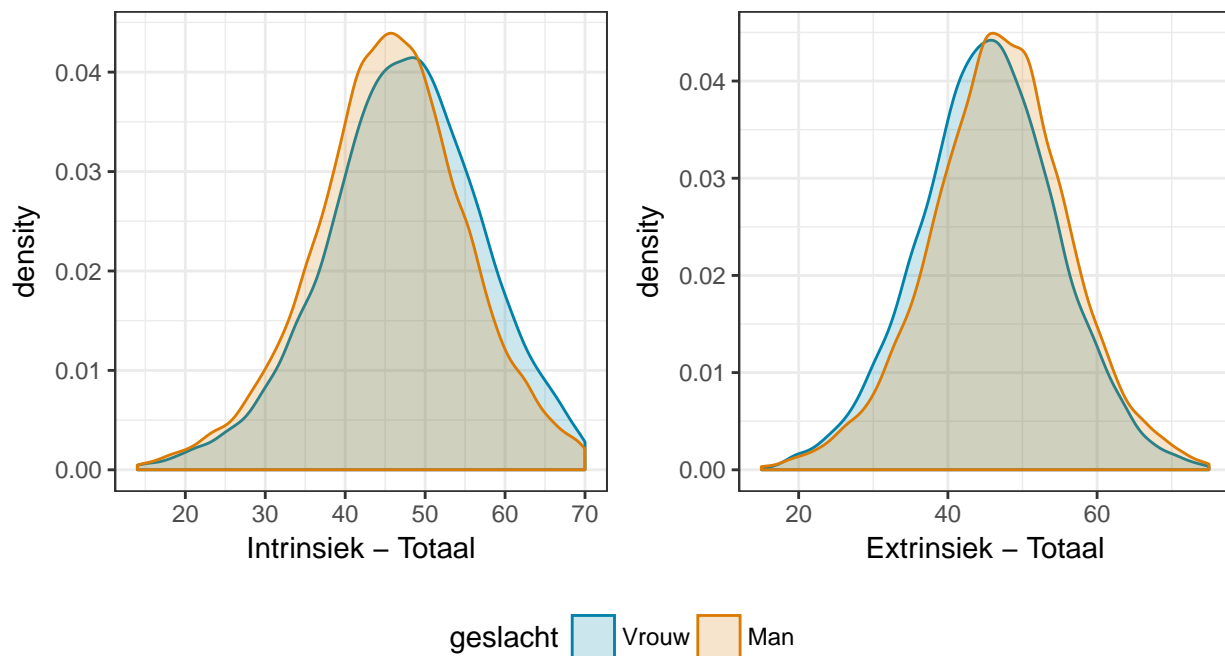 density
0.04
0.03
0.02
0.01
0.00
20 30 40 50 60 70
Intrinsiek − Totaal
density
0.04
0.03
0.02
0.01
0.00
20 40 60
Extrinsiek − Totaal
geslacht Vrouw Man